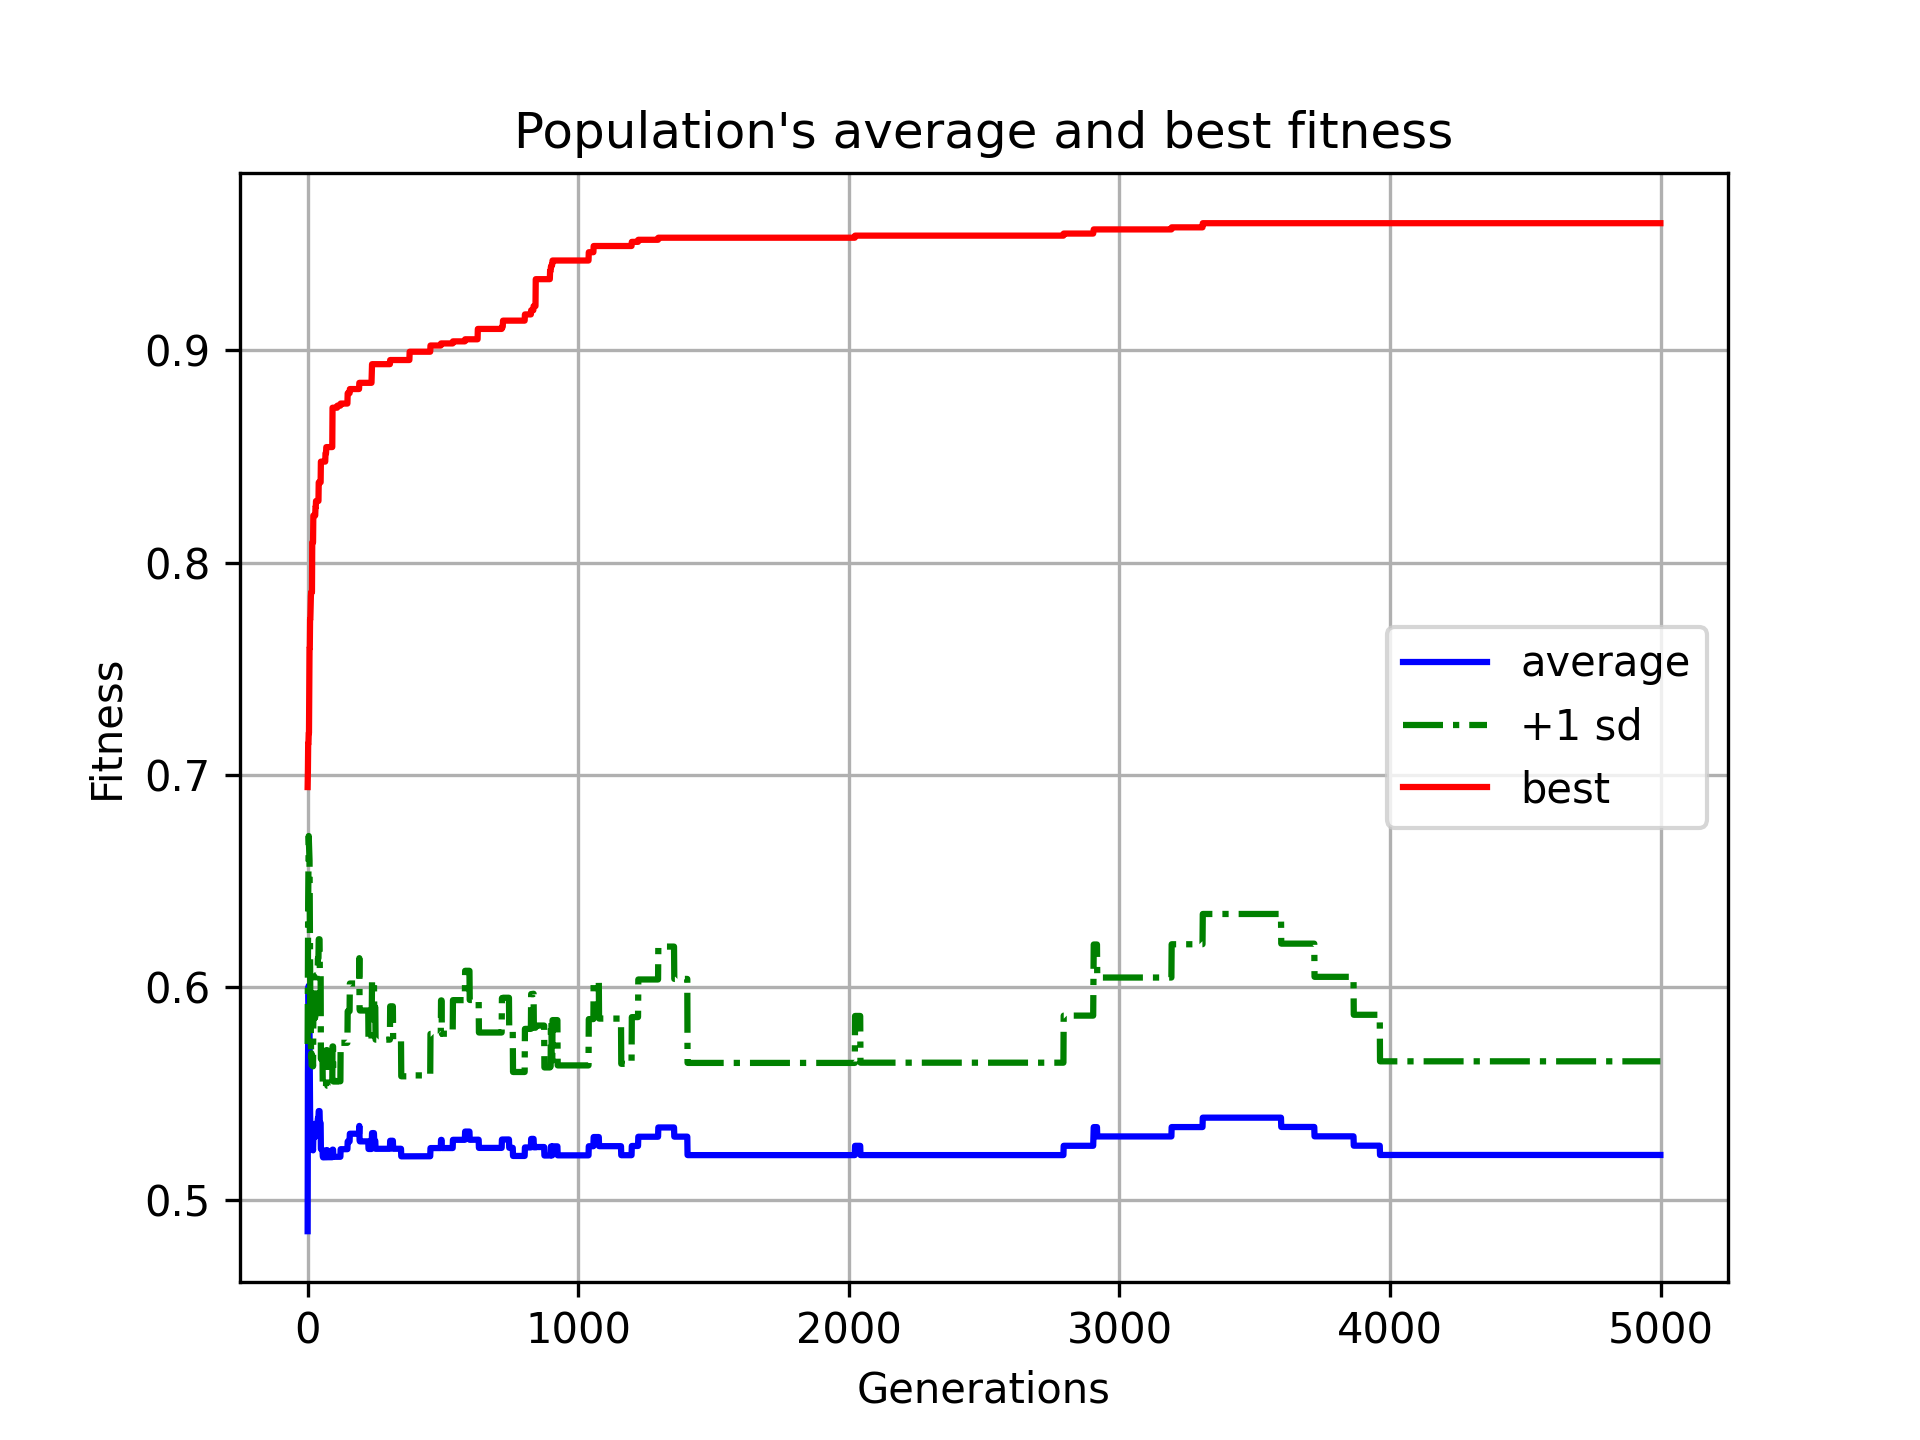 Population's average and best fitness
Fitness
0.9
0.8
0.7
0.6
0.5
average
+1 sd
best
0 1000 2000 3000 4000 5000
Generations